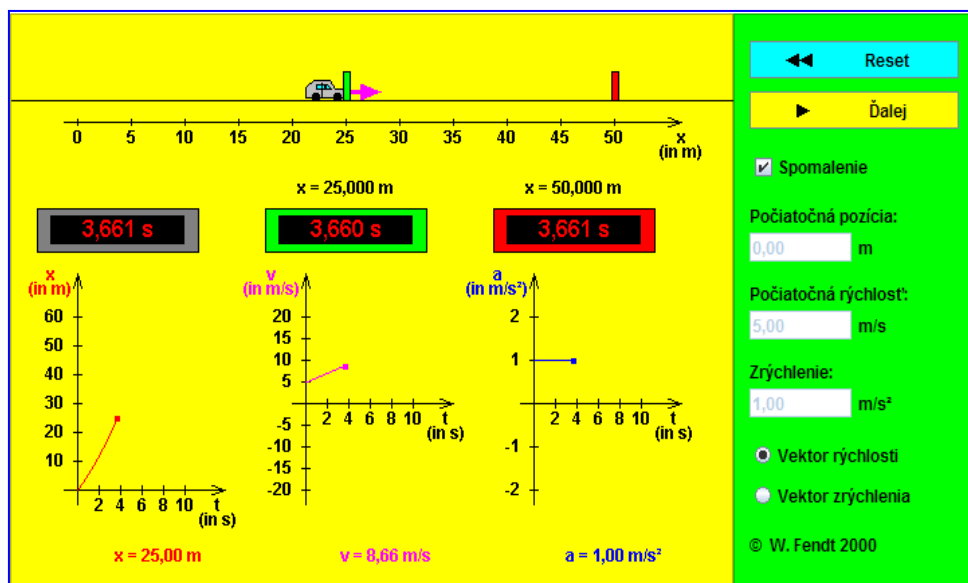 0 5 10 15 20 25 30 35 40 45 50 x
(in m)
x = 25,000 m x = 50,000 m
3,661 s 3,660 s 3,661 s
x
(in m)
60
50
40
30
20
10
2 4 6 8 10 t
(in s)
v
(in m/s)
20
15
10
5
-5
-10
-15
-20
2 4 6 8 10 t
(in s)
a
(in m/s²)
2
1
-1
-2
2 4 6 8 10 t
(in s)
x = 25,00 m v = 8,66 m/s a = 1,00 m/s²
Reset
Ďalej
Spomalenie
Počiatočná pozícia:
0,00 m
Počiatočná rýchlosť:
5,00 m/s
Zrýchlenie:
1,00 m/s²
Vektor rýchlosti
Vektor zrýchlenia
© W. Fendt 2000